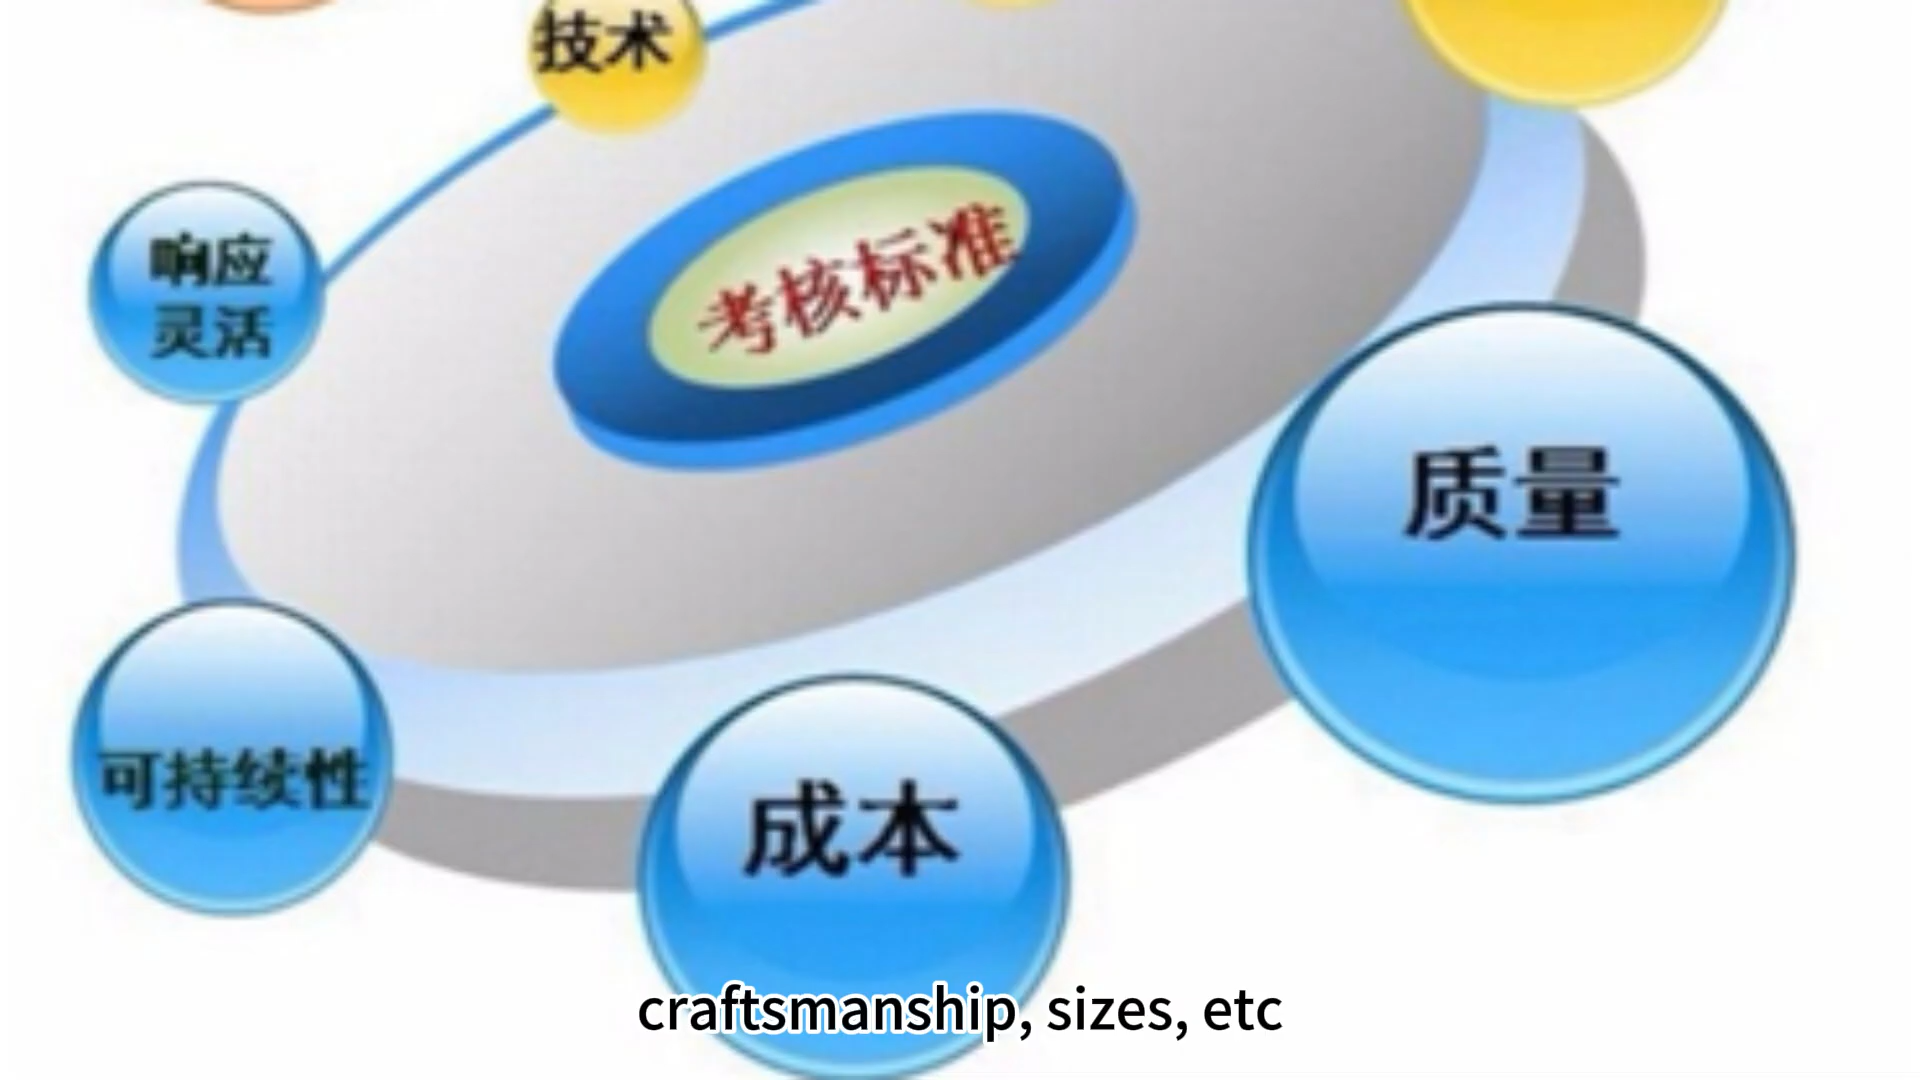 技术
响应
灵活
考核标准
质量
可持续性
成本
craftsmanship, sizes, etc